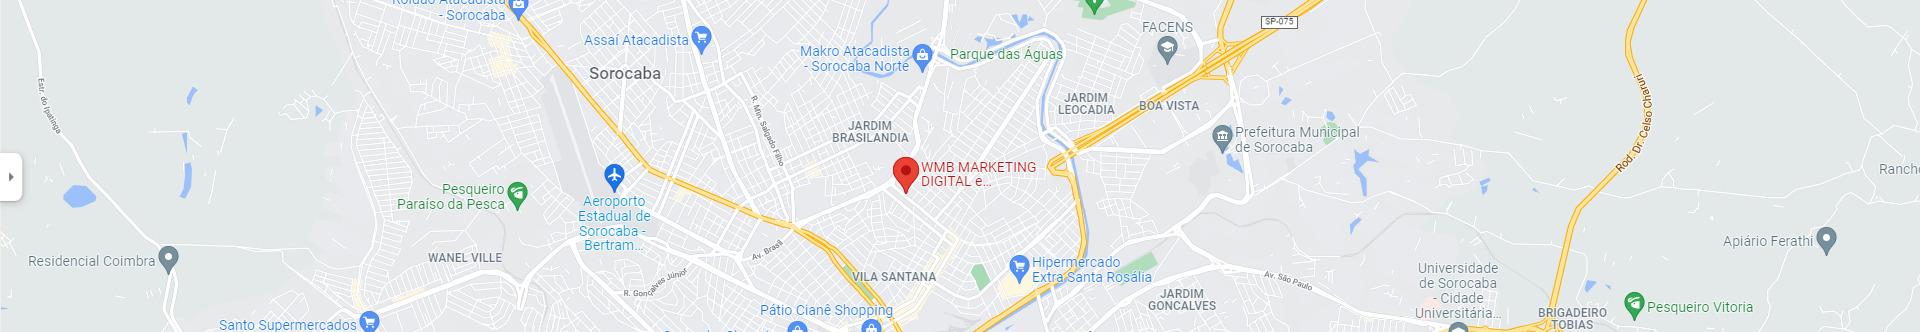 Roldão Atacadista
- Sorocaba
Assaí Atacadista
Sorocaba
Makro Atacadista
- Sorocaba Norte
Parque das Águas
FACENS
SP-075
JARDIM
LEOCADIA
BOA VISTA
Prefeitura Municipal
de Sorocaba
Rod. Dr. Celso Charuri
Estr. do Ipatinga
R. Min. Salgado Filho
JARDIM
BRASILANDIA
WMB MARKETING
DIGITAL e...
Pesqueiro
Paraíso da Pesca
Aeroporto
Estadual de
Sorocaba -
Bertram...
Residencial Coimbra
WANEL VILLE
Av. Brasil
R. Gonçalves Júnior
VILA SANTANA
Hipermercado
Extra Santa Rosália
Pátio Cianê Shopping
Santo Supermercados
JARDIM
GONCALVES
Av. São Paulo
Universidade
de Sorocaba
- Cidade
Universitária...
BRIGADEIRO
TOBIAS
Pesqueiro Vitoria
Apiário Ferathi
Ranch